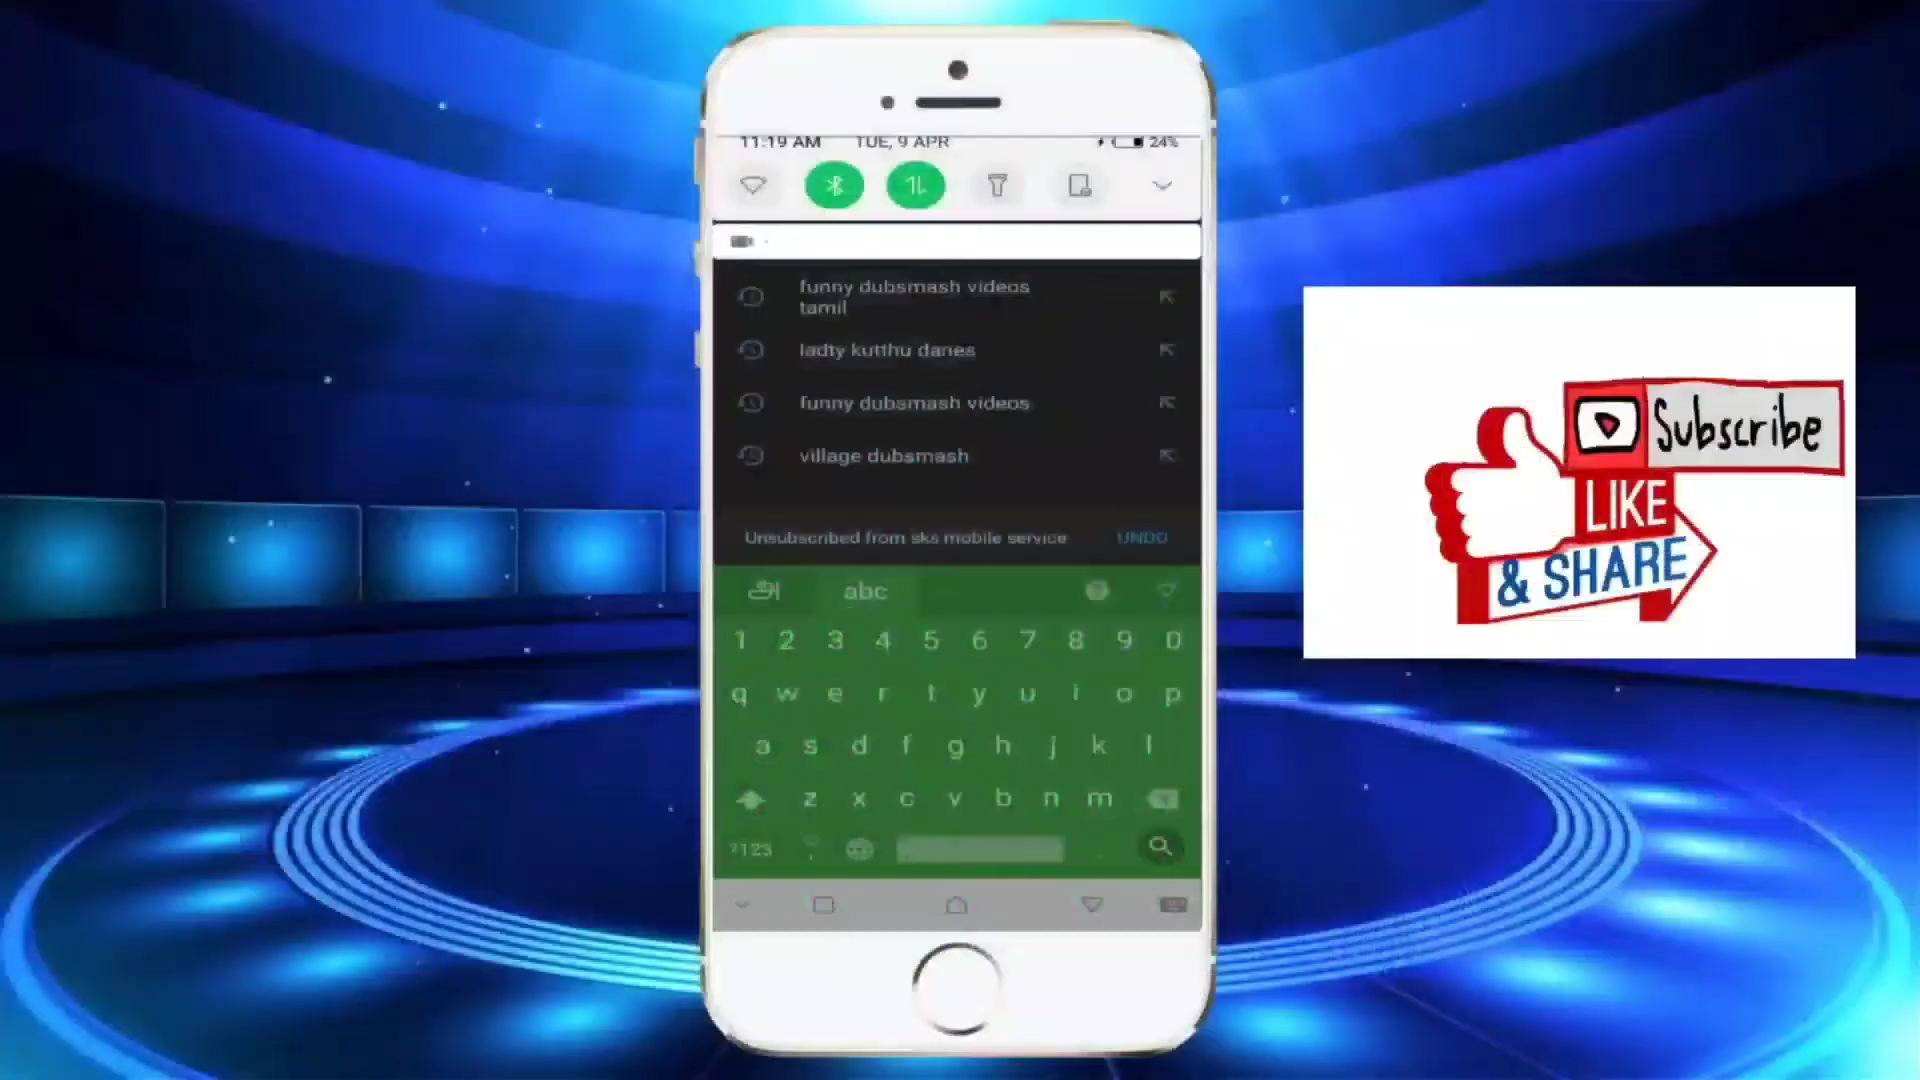 11:19 AM TUE, 9 APR 24%
funny dubsmash videos
tamil
ladty kutthu danes
funny dubsmash videos
village dubsmash
Unsubscribed from sks mobile service UNDO
abc
1 2 3 4 5 6 7 8 9 0
q w e r t y u i o p
a s d f g h j k l
z x c v b n m
?123 , .
Subscribe
LIKE
& SHARE